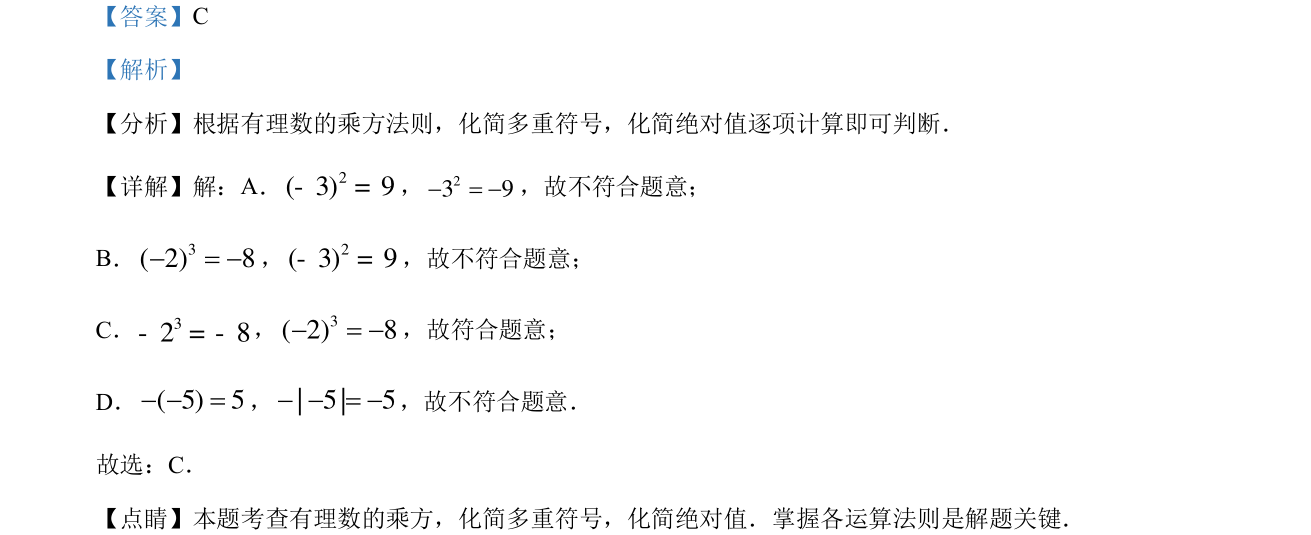 【答案】C
【解析】
【分析】根据有理数的乘方法则，化简多重符号，化简绝对值逐项计算即可判断．
【详解】解：A．(- 3)² = 9，−3² = −9，故不符合题意；
B．(−2)³ = −8，(- 3)² = 9，故不符合题意；
C．- 2³ = - 8，(−2)³ = −8，故符合题意；
D．−(−5) = 5，−|−5|= −5，故不符合题意．
故选：C．
【点睛】本题考查有理数的乘方，化简多重符号，化简绝对值．掌握各运算法则是解题关键．